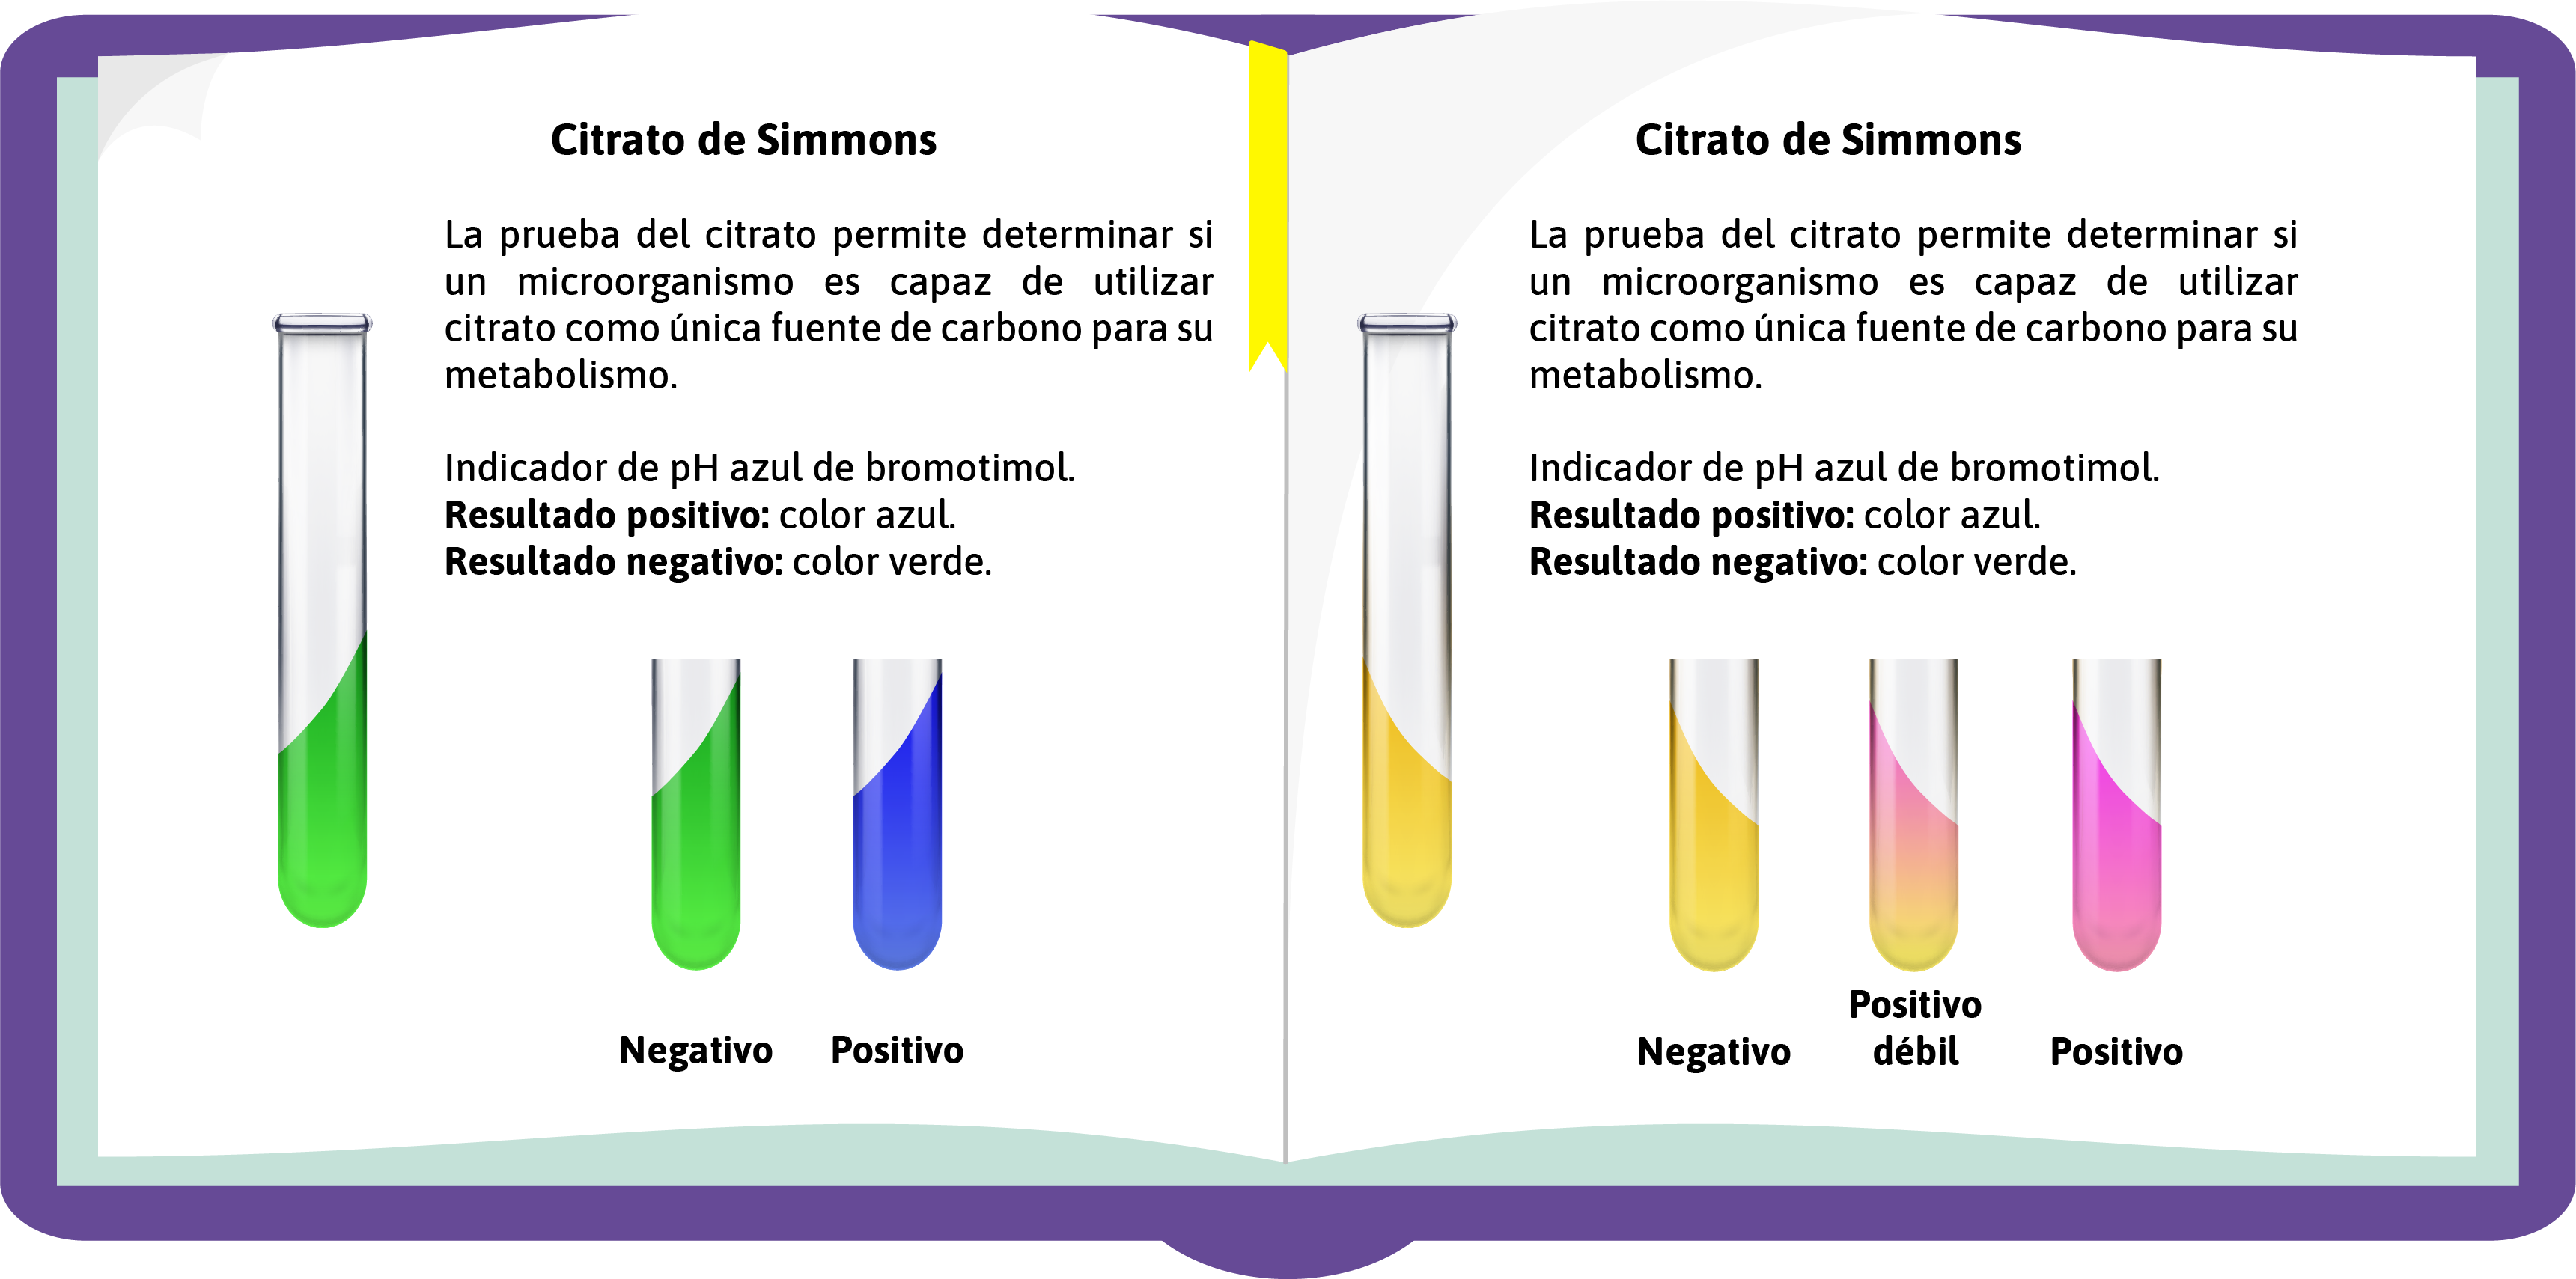 Citrato de Simmons
La prueba del citrato permite determinar si
un microorganismo es capaz de utilizar
citrato como única fuente de carbono para su
metabolismo.
Indicador de pH azul de bromotimol.
Resultado positivo: color azul.
Resultado negativo: color verde.
Negativo
Positivo
Citrato de Simmons
La prueba del citrato permite determinar si
un microorganismo es capaz de utilizar
citrato como única fuente de carbono para su
metabolismo.
Indicador de pH azul de bromotimol.
Resultado positivo: color azul.
Resultado negativo: color verde.
Negativo
Positivo
débil
Positivo